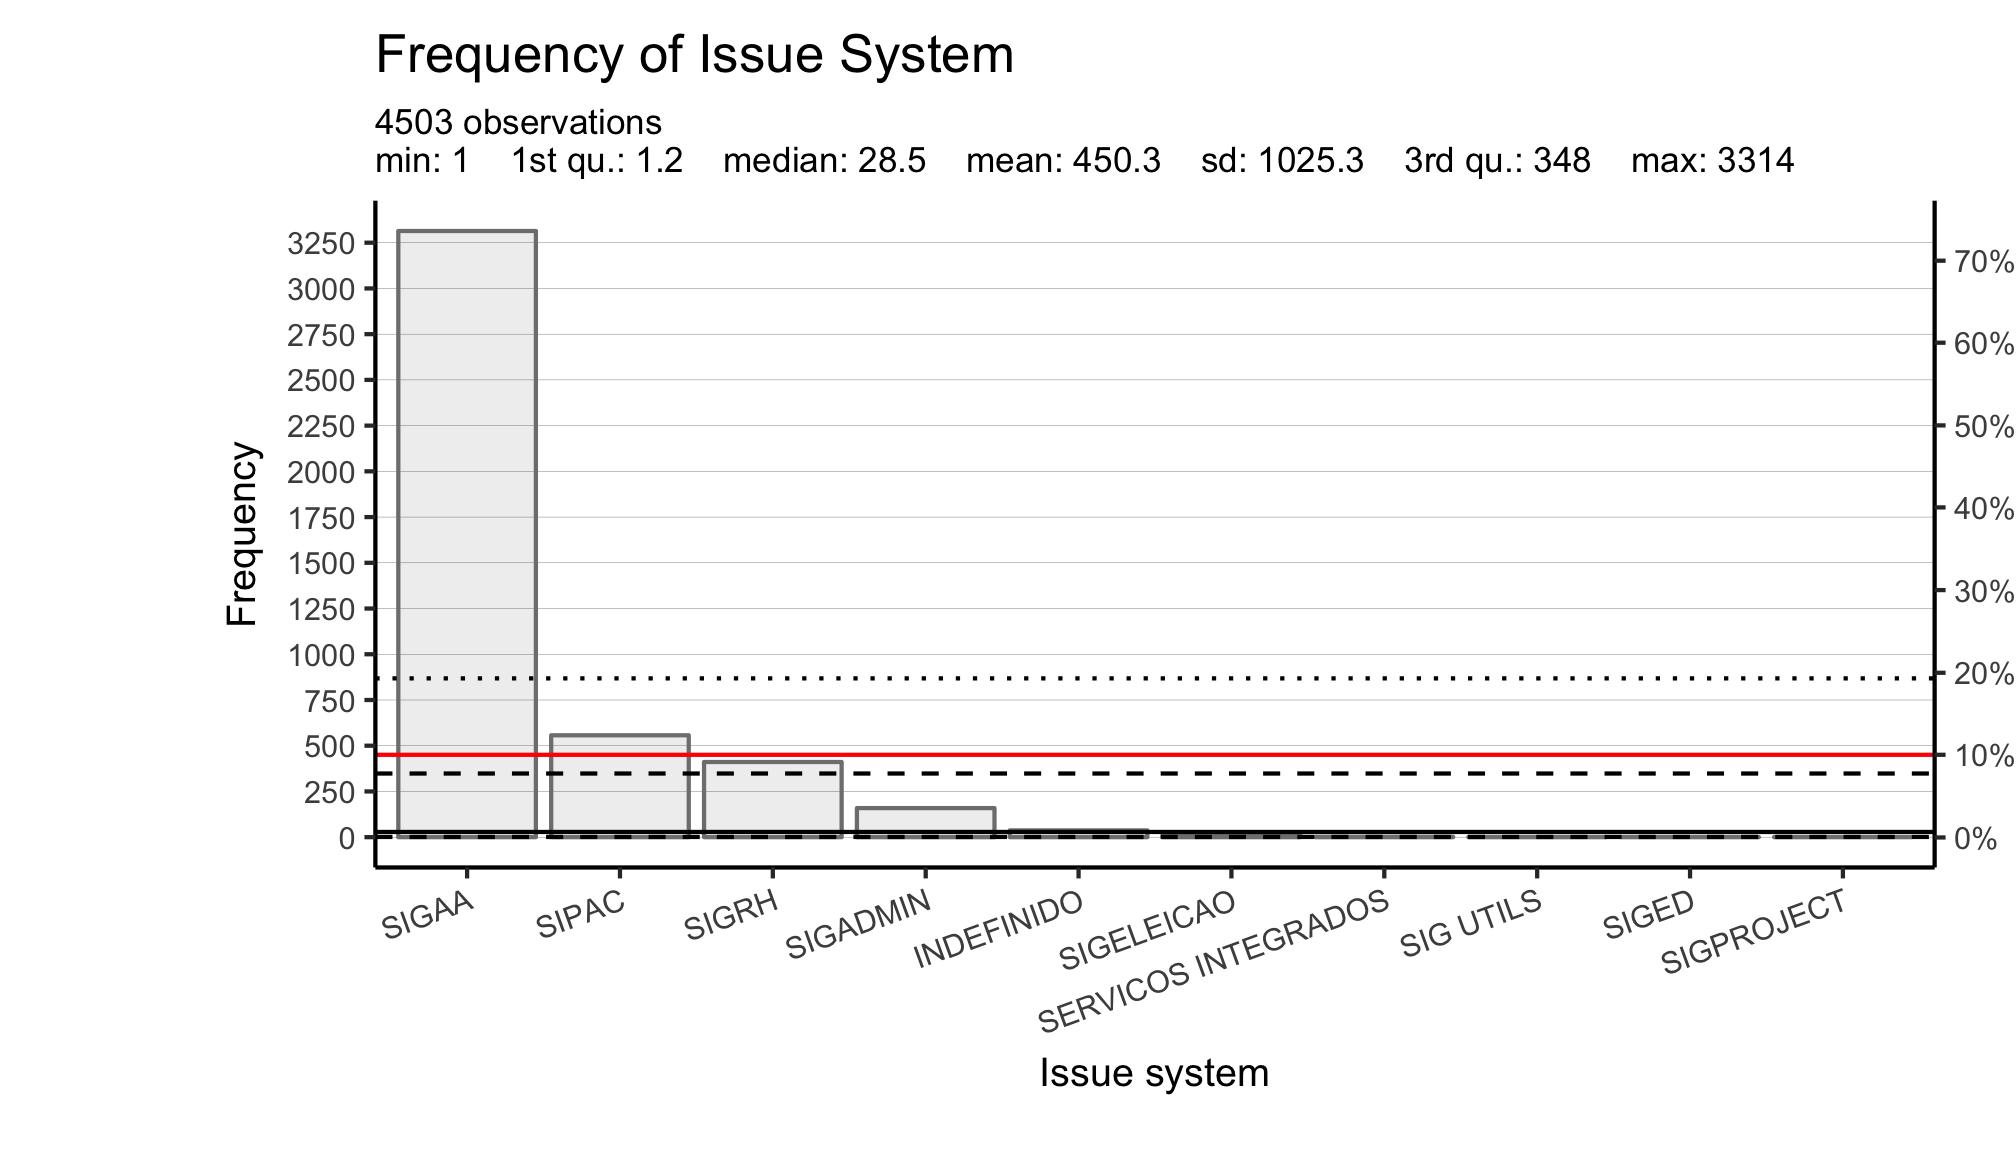 Frequency of Issue System
4503 observations
min: 1 1st qu.: 1.2 median: 28.5 mean: 450.3 sd: 1025.3 3rd qu.: 348 max: 3314
Frequency
3250
3000
2750
2500
2250
2000
1750
1500
1250
1000
750
500
250
0
70%
60%
50%
40%
30%
20%
10%
0%
SIGAA
SIPAC
SIGRH
SIGADMIN
INDEFINIDO
SIGELEICAO
SERVICOS INTEGRADOS
SIG UTILS
SIGED
SIGPROJECT
Issue system